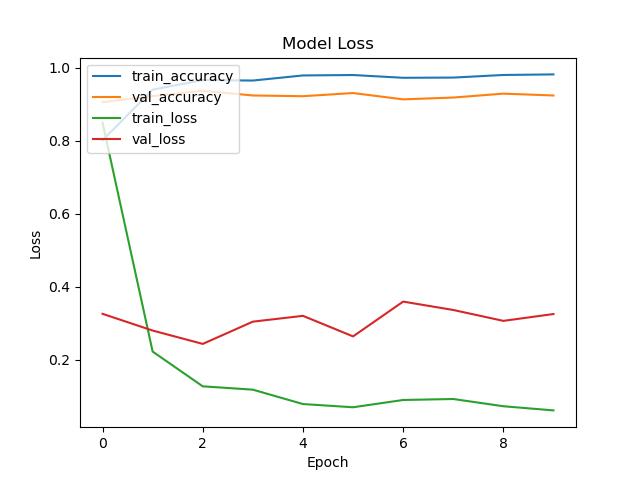 Model Loss
train_accuracy
val_accuracy
train_loss
val_loss
1.0
0.8
0.6
0.4
0.2
Loss
0 2 4 6 8
Epoch